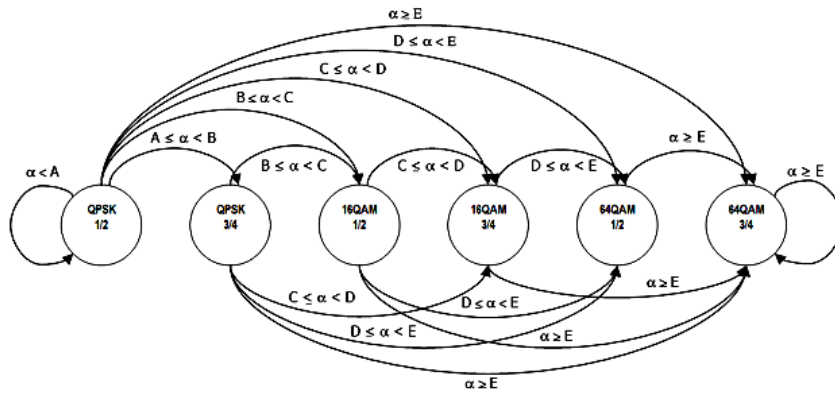 α ≥ E
D ≤ α < E
C ≤ α < D
B ≤ α < C
A ≤ α < B
α ≥ E
α < A
B ≤ α < C
C ≤ α < D
D ≤ α < E
α ≥ E
QPSK
1/2
QPSK
3/4
16QAM
1/2
16QAM
3/4
64QAM
1/2
64QAM
3/4
α ≥ E
C ≤ α < D
D ≤ α < E
D ≤ α < E
α ≥ E
α ≥ E